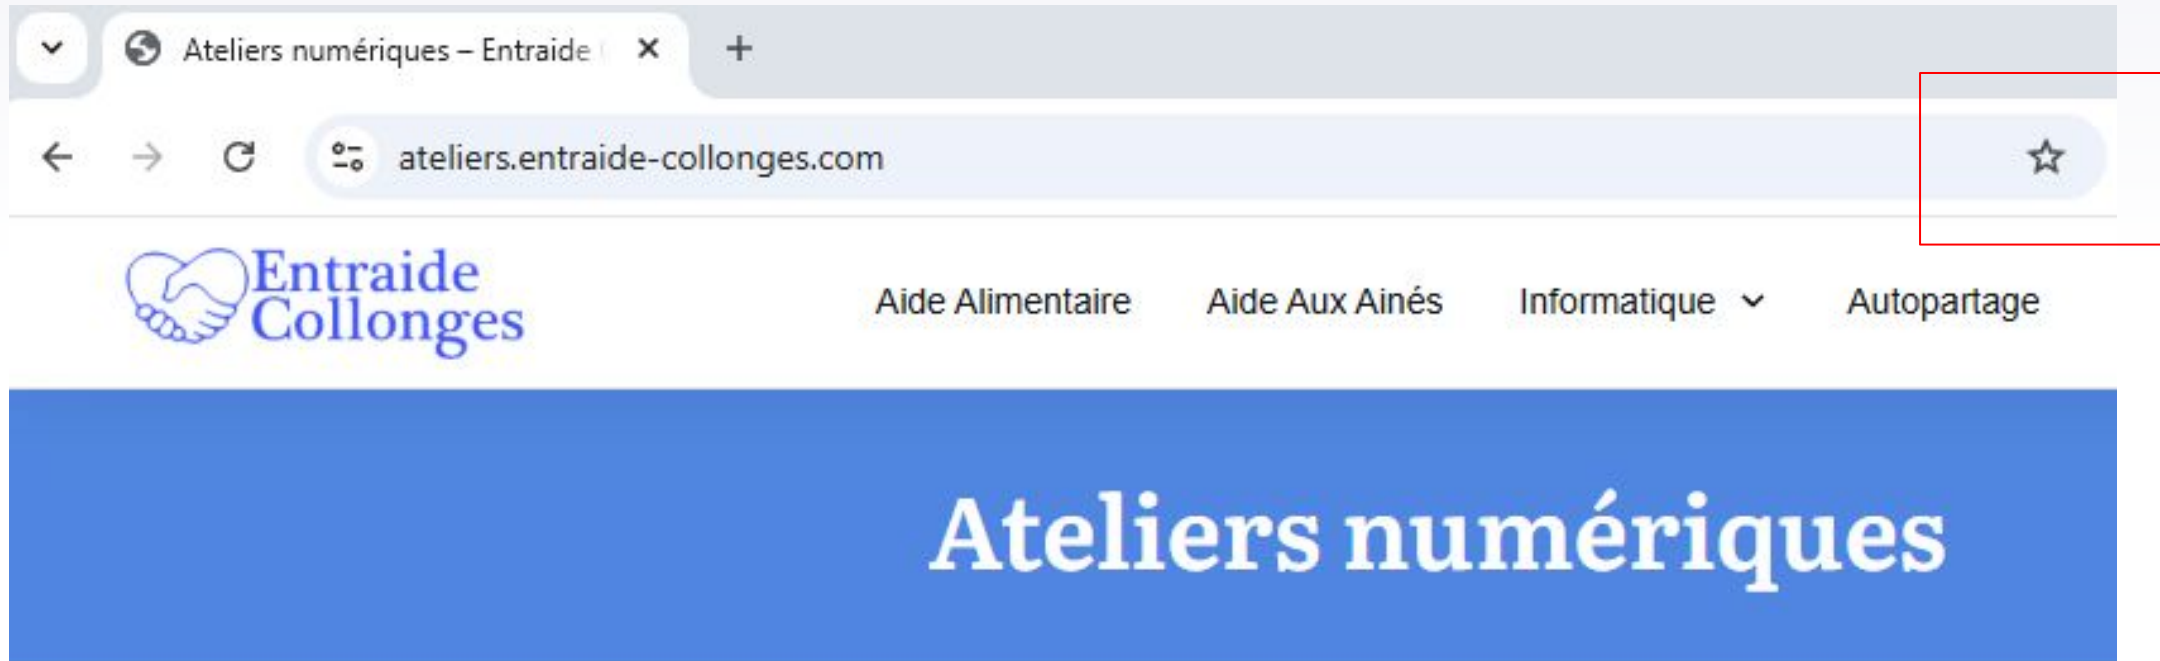 Ateliers numériques – Entraide
ateliers.entraide-collonges.com
Entraide
Collonges
Aide Alimentaire Aide Aux Ainés Informatique Autopartage
Ateliers numériques